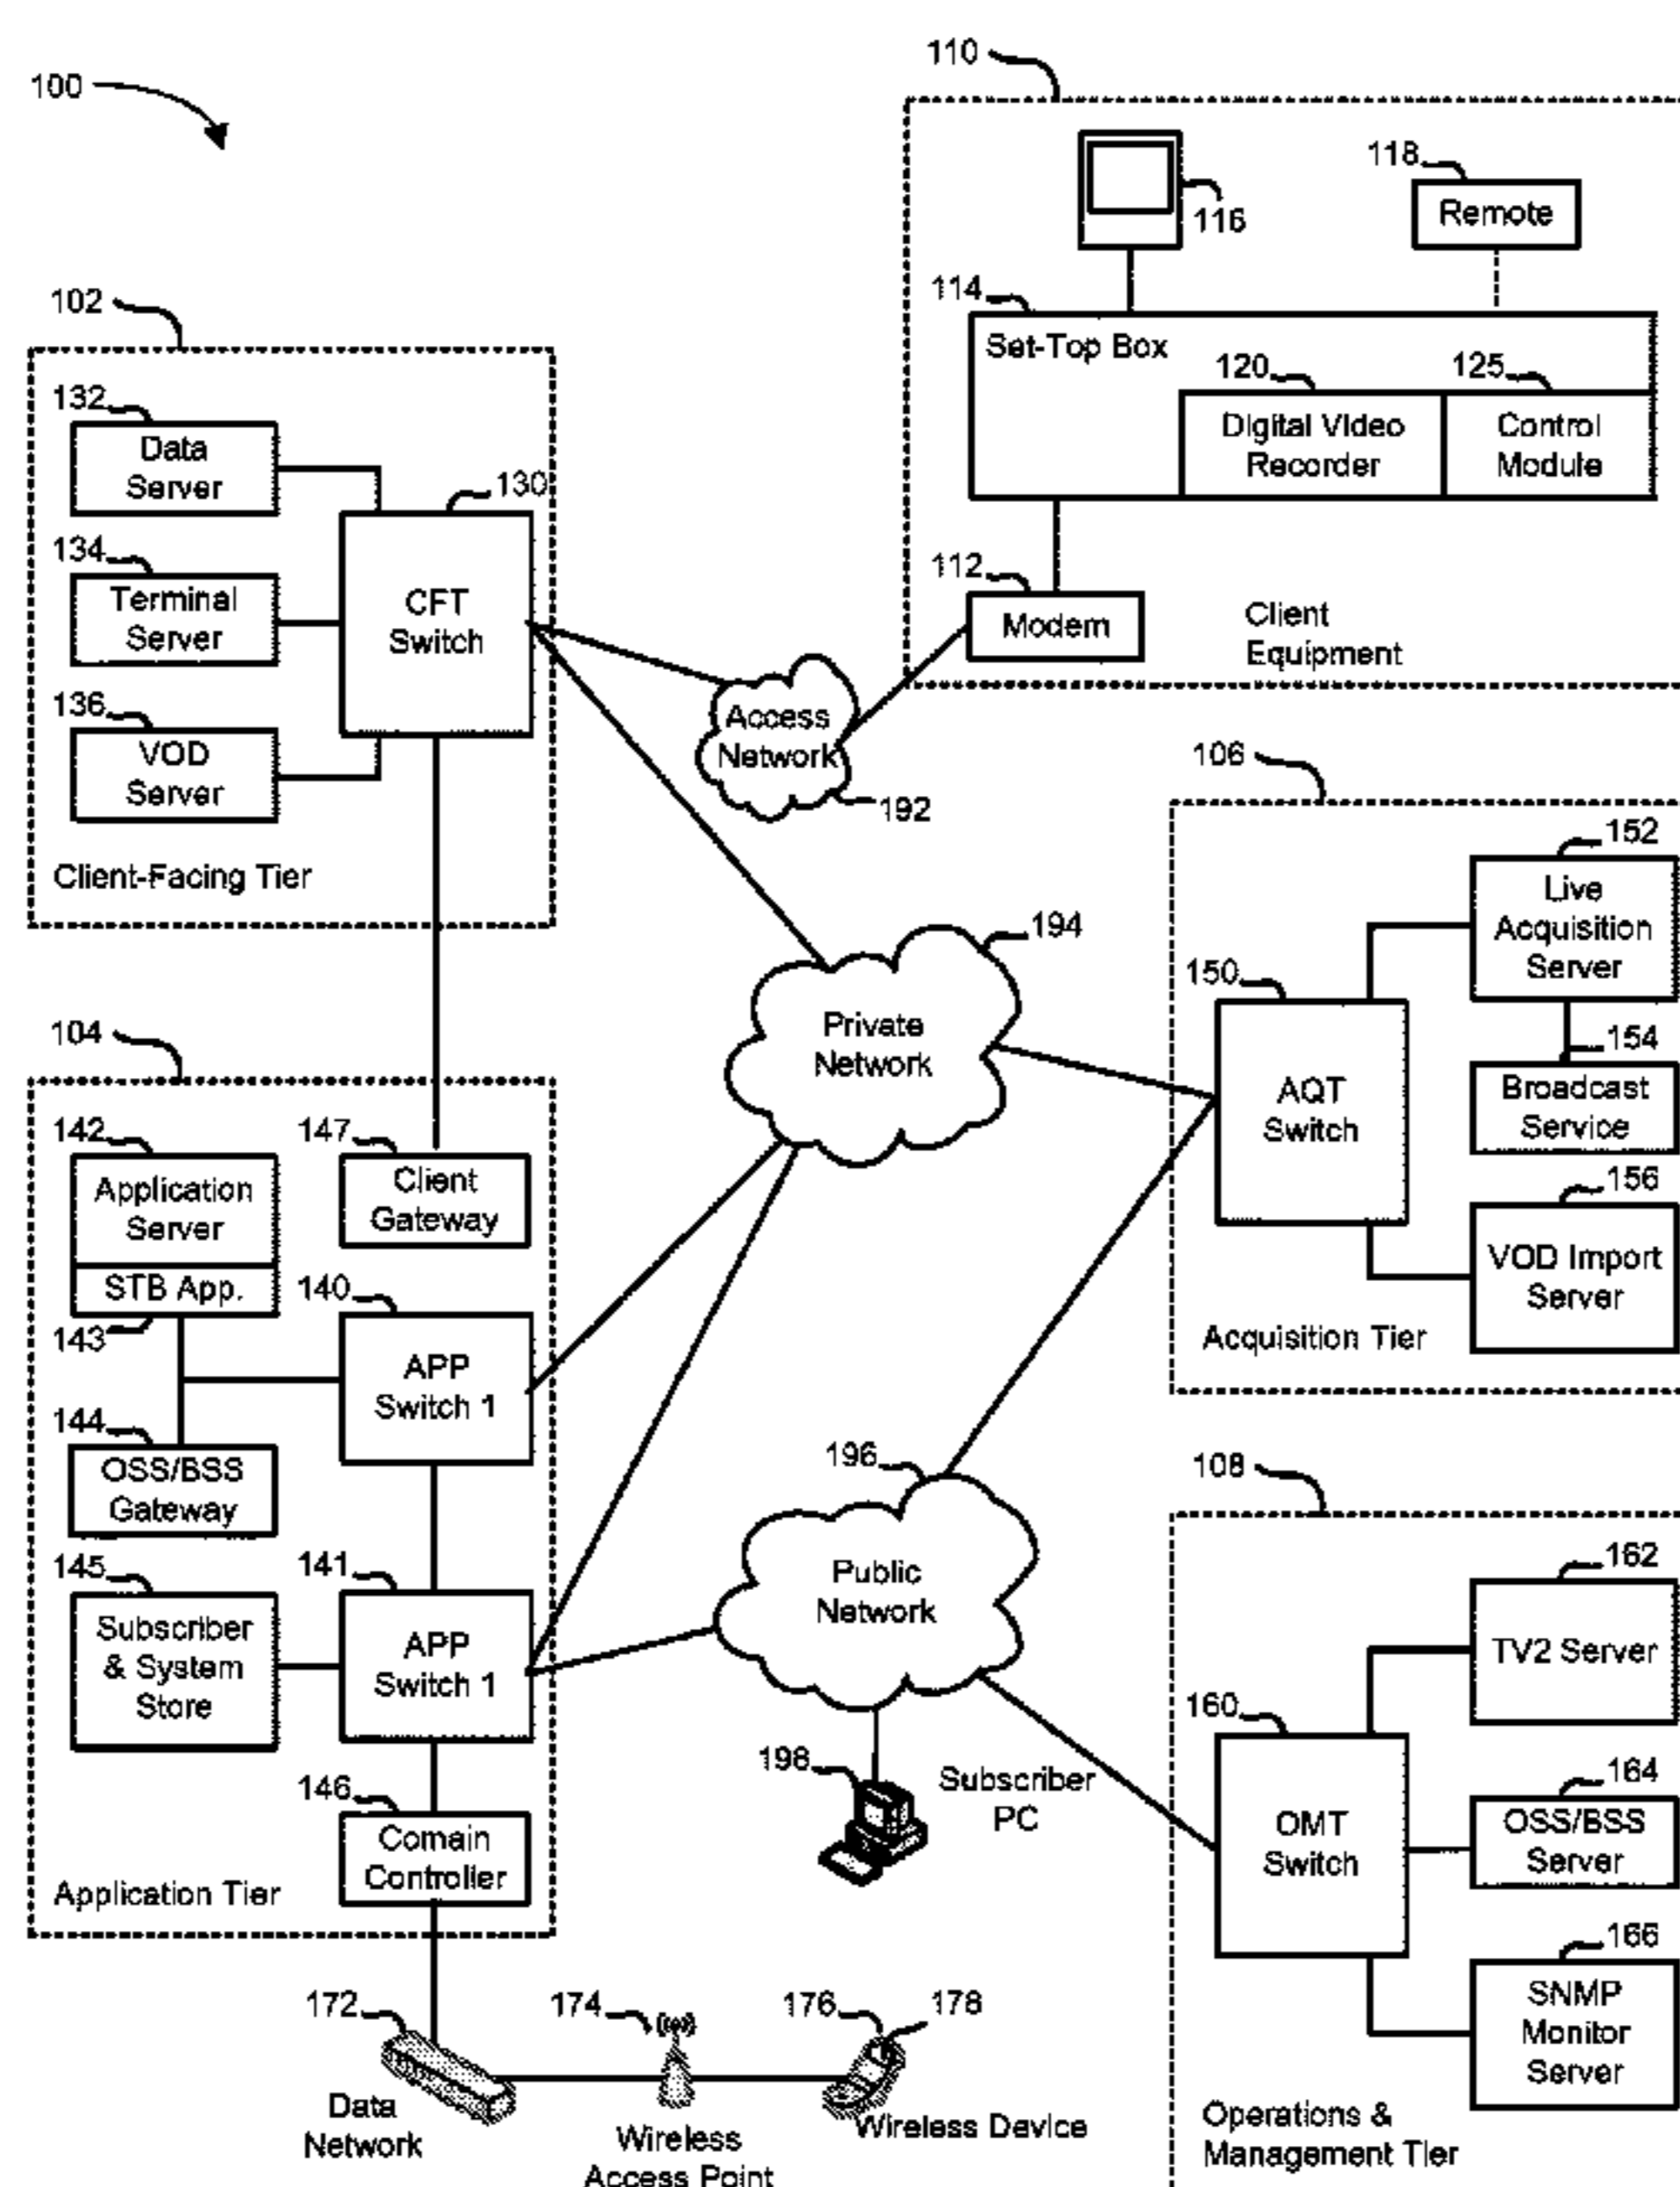 100
110
116
118
Remote
114
Set-Top Box
120
Digital Video
Recorder
125
Control
Module
112
Modem
Client
Equipment
102
132
Data
Server
130
134
Terminal
Server
CFT
Switch
136
VOD
Server
Client-Facing Tier
Access
Network
192
106
152
Live
Acquisition
Server
150
154
AQT
Switch
Broadcast
Service
156
VOD Import
Server
Acquisition Tier
194
Private
Network
104
142
Application
Server
STB App.
143
147
Client
Gateway
140
APP
Switch 1
144
OSS/BSS
Gateway
145
Subscriber
& System
Store
141
APP
Switch 1
146
Comain
Controller
Application Tier
196
Public
Network
198
Subscriber
PC
108
162
TV2 Server
160
OMT
Switch
164
OSS/BSS
Server
166
SNMP
Monitor
Server
Operations &
Management Tier
172
Data
Network
174
Wireless
Access Point
176
178
Wireless Device